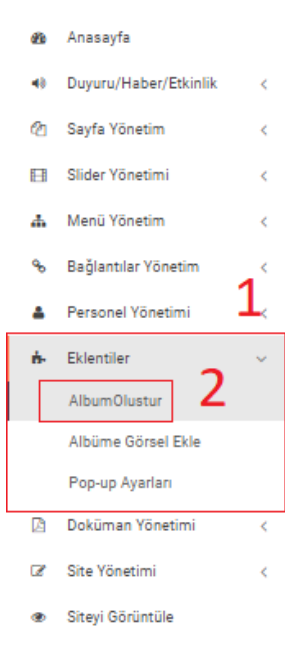 Anasayfa
Duyuru/Haber/Etkinlik
Sayfa Yönetim
Slider Yönetimi
Menü Yönetim
Bağlantılar Yönetim
Personel Yönetimi
1
Eklentiler
AlbumOlustur
2
Albüme Görsel Ekle
Pop-up Ayarları
Doküman Yönetimi
Site Yönetimi
Siteyi Görüntüle